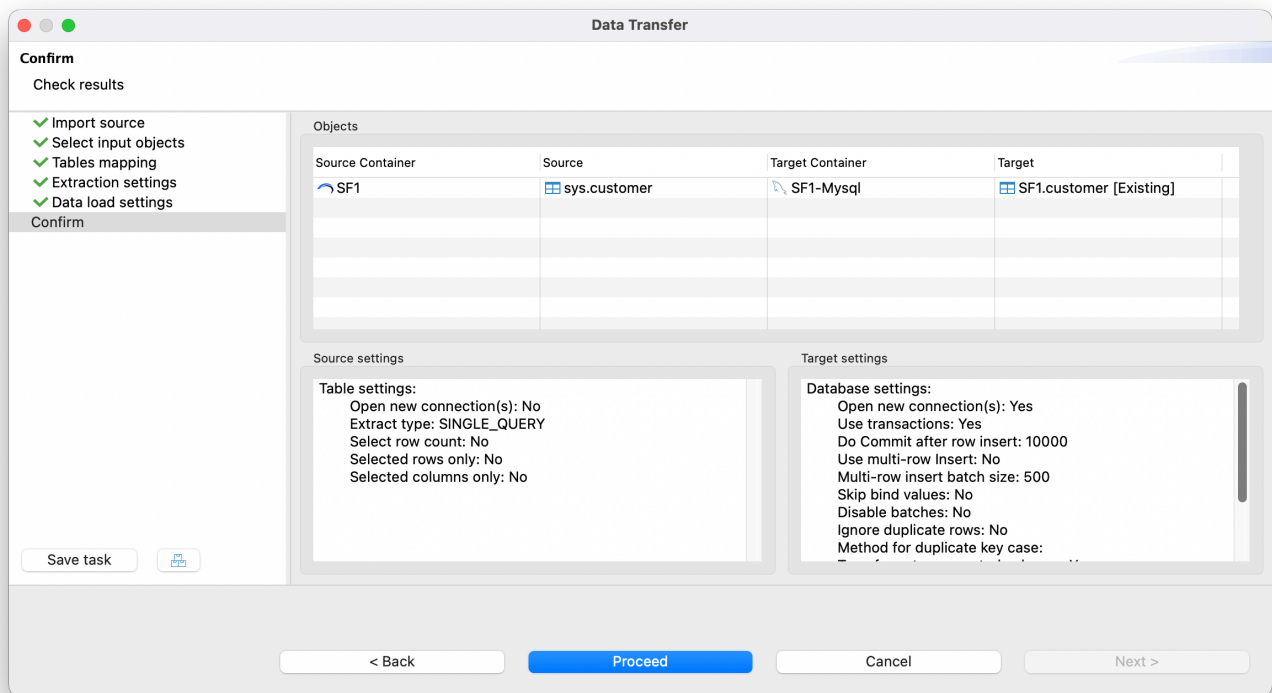 Data Transfer
Confirm
Check results
Import source
Select input objects
Tables mapping
Extraction settings
Data load settings
Confirm
Save task
Objects
Source Container Source Target Container Target
SF1 sys.customer SF1-Mysql SF1.customer [Existing]
Source settings
Table settings:
Open new connection(s): No
Extract type: SINGLE_QUERY
Select row count: No
Selected rows only: No
Selected columns only: No
Target settings
Database settings:
Open new connection(s): Yes
Use transactions: Yes
Do Commit after row insert: 10000
Use multi-row Insert: No
Multi-row insert batch size: 500
Skip bind values: No
Disable batches: No
Ignore duplicate rows: No
Method for duplicate key case:
< Back Proceed Cancel Next >